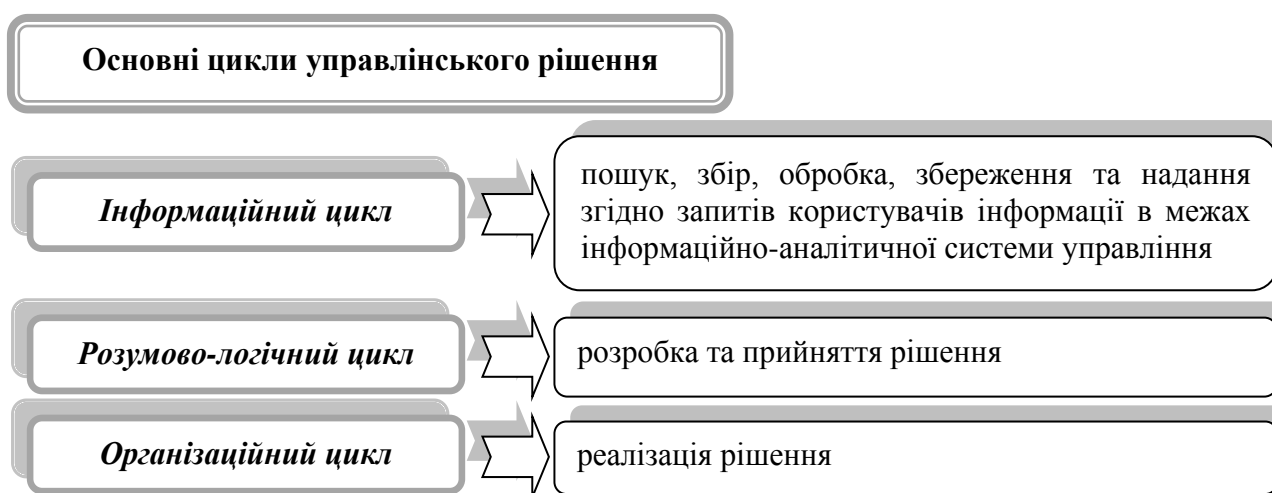 Основні цикли управлінського рішення
Інформаційний цикл
пошук, збір, обробка, збереження та надання
згідно запитів користувачів інформації в межах
інформаційно-аналітичної системи управління
Розумово-логічний цикл
розробка та прийняття рішення
Організаційний цикл
реалізація рішення